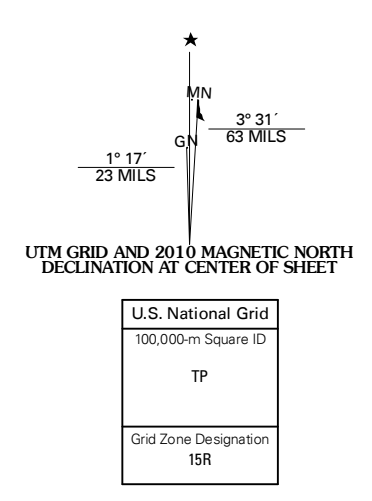 ★
MN
3° 31´
63 MILS
GN
1° 17´
23 MILS
UTM GRID AND 2010 MAGNETIC NORTH
DECLINATION AT CENTER OF SHEET
U.S. National Grid
100,000-m Square ID
TP
Grid Zone Designation
15R